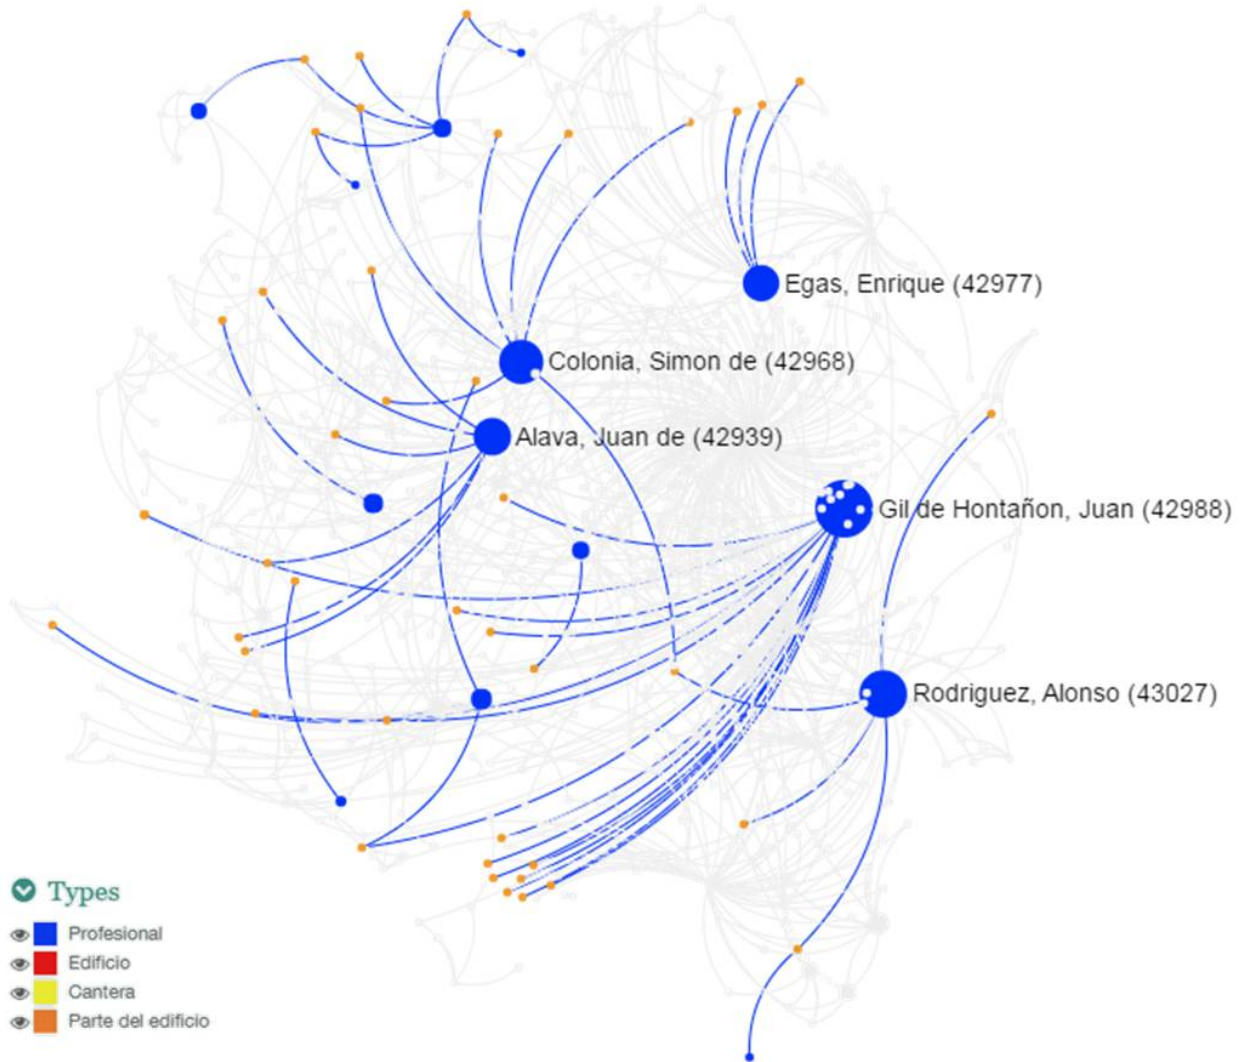 Egas, Enrique (42977)
Colonia, Simon de (42968)
Alava, Juan de (42939)
Gil de Hontañon, Juan (42988)
Rodriguez, Alonso (43027)
Types
Profesional
Edificio
Cantera
Parte del edificio